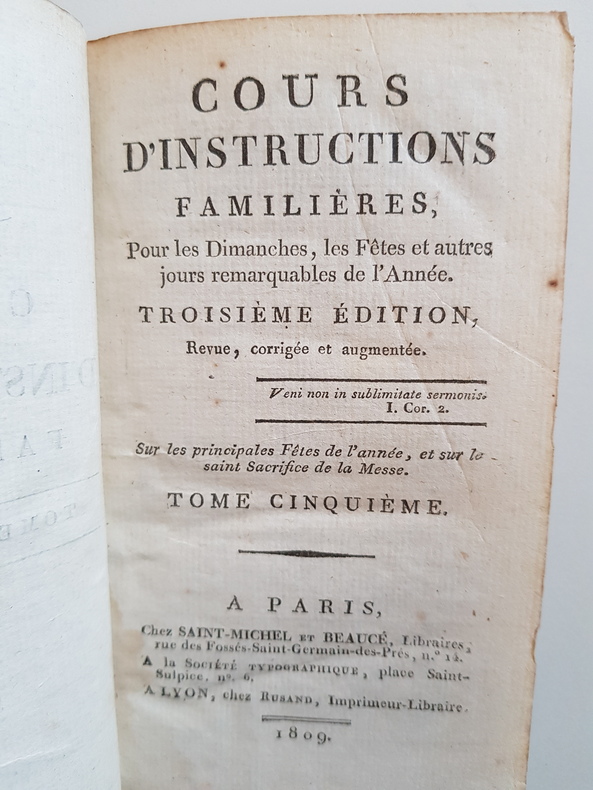 COURS
D'INSTRUCTIONS
FAMILIÈRES,
Pour les Dimanches, les Fêtes et autres
jours remarquables de l'Année.
TROISIÈME ÉDITION,
Revue, corrigée et augmentée.
Veni non in sublimitate sermonis.
I. Cor. 2.
Sur les principales Fêtes de l'année, et sur le
saint Sacrifice de la Messe.
TOME CINQUIÈME.
A PARIS,
Chez SAINT-MICHEL ET BEAUCÉ, Libraires,
rue des Fossés-Saint-Germain-des-Prés, n.º 14.
A la SOCIÉTÉ TYPOGRAPHIQUE, place Saint-
Sulpice, nº. 6.
A LYON, chez RUSAND, Imprimeur-Libraire.
1809.